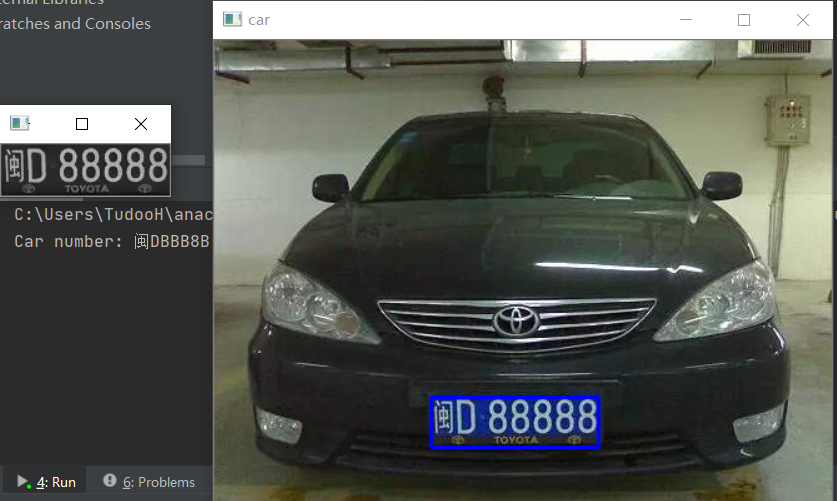 ernal Libraries
ratches and Consoles
car
闽D 88888
TOYOTA
C:\Users\TudooH\anac
Car number: 闽DBBB8B
闽D 88888
TOYOTA
4: Run
6: Problems